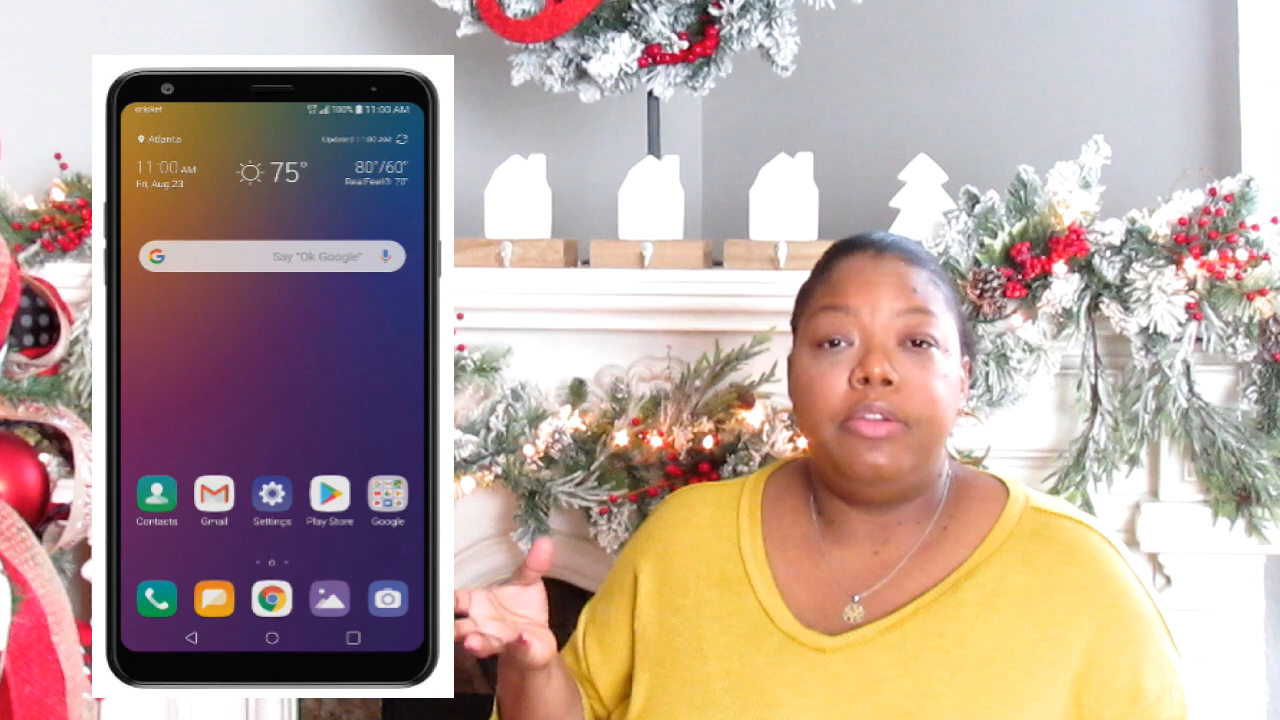 cricket 100% 11:00 AM
Atlanta Updated 11:00 AM
11:00 AM 75° 80°/60°
Fri, Aug 23 RealFeel® 70°
Say "Ok Google"
Contacts Gmail Settings Play Store Google